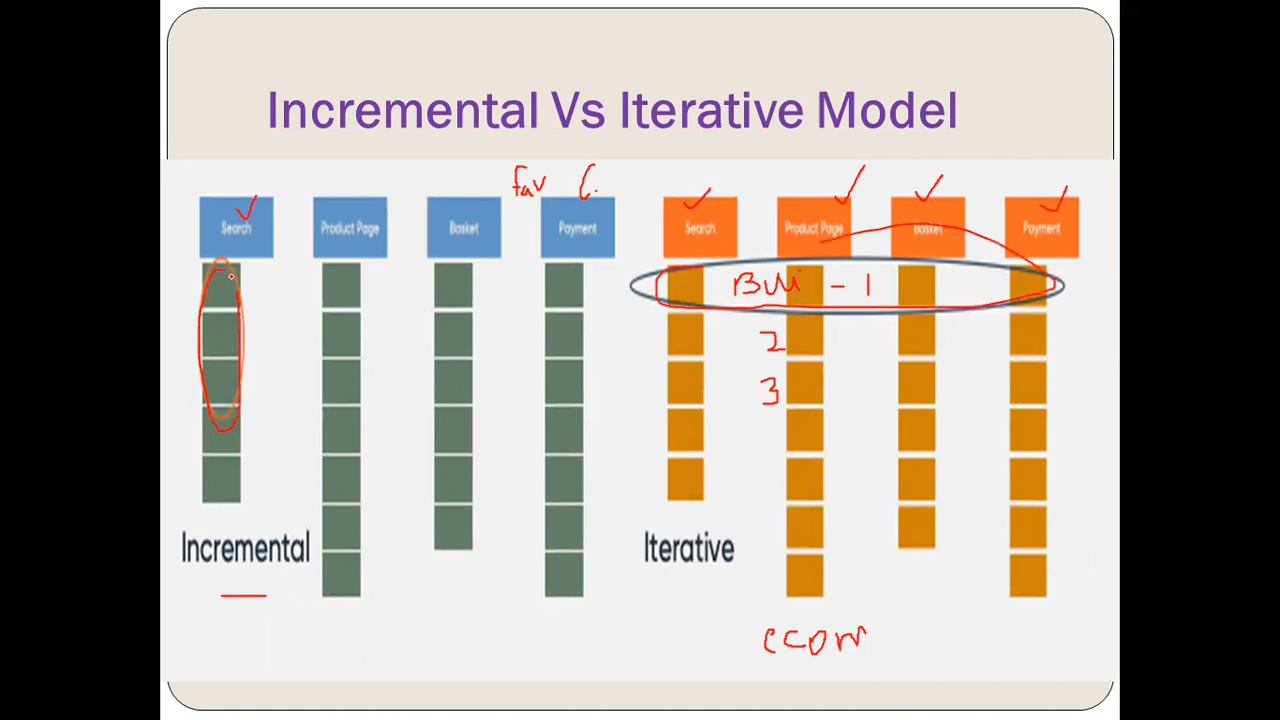 Incremental Vs Iterative Model
fav
Search Product Page Basket Payment Search Product Page Basket Payment
- 1
2
3
Incremental Iterative
ecom